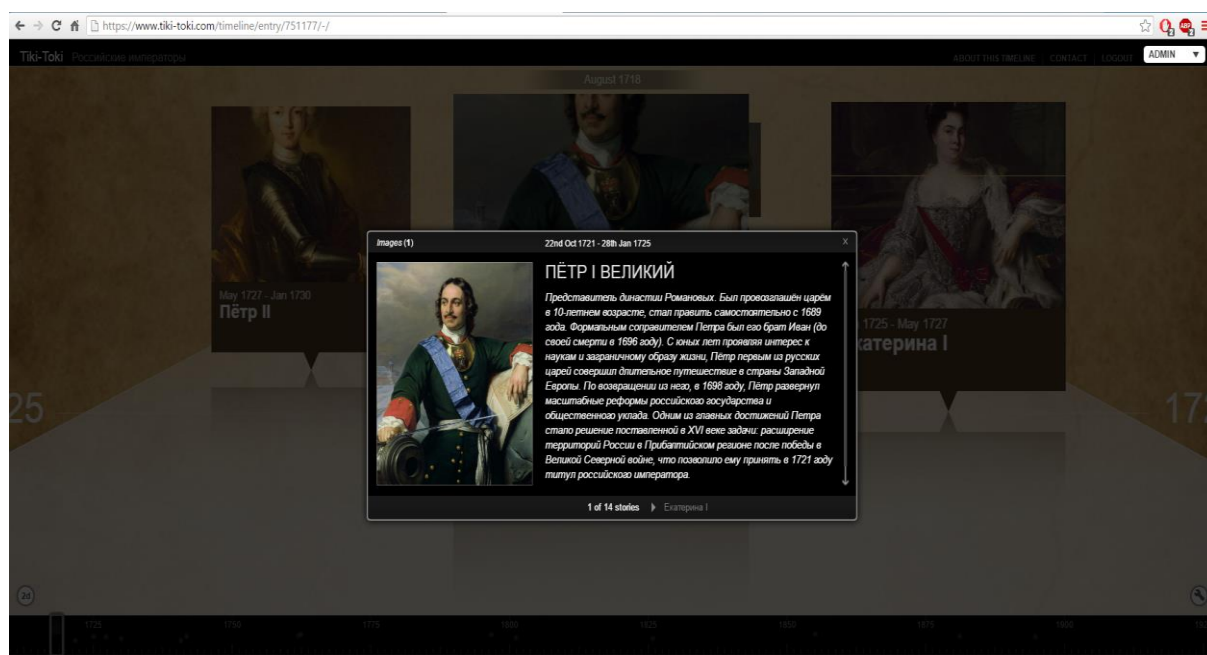 https://www.tiki-toki.com/timeline/entry/751177/-/
Tiki-Toki Российские императоры
ABOUT THIS TIMELINE | CONTACT | LOGOUT
ADMIN
August 1718
Images (1)
22nd Oct 1721 - 28th Jan 1725
x
ПЁТР I ВЕЛИКИЙ
Представитель династии Романовых. Был провозглашён царём
в 10-летнем возрасте, стал править самостоятельно с 1689
года. Формальным соправителем Петра был его брат Иван (до
своей смерти в 1696 году). С юных лет проявляя интерес к
наукам и заграничному образу жизни, Пётр первым из русских
царей совершил длительное путешествие в страны Западной
Европы. По возвращении из него, в 1698 году, Пётр развернул
масштабные реформы российского государства и
общественного уклада. Одним из главных достижений Петра
стало решение поставленной в XVI веке задачи: расширение
территорий России в Прибалтийском регионе после победы в
Великой Северной войне, что позволило ему принять в 1721 году
титул российского императора.
1 of 14 stories
Екатерина I
May 1727 - Jan 1730
Пётр II
1725 - May 1727
катерина I
25
17
2d
1725
1750
1775
1800
1825
1850
1875
1900